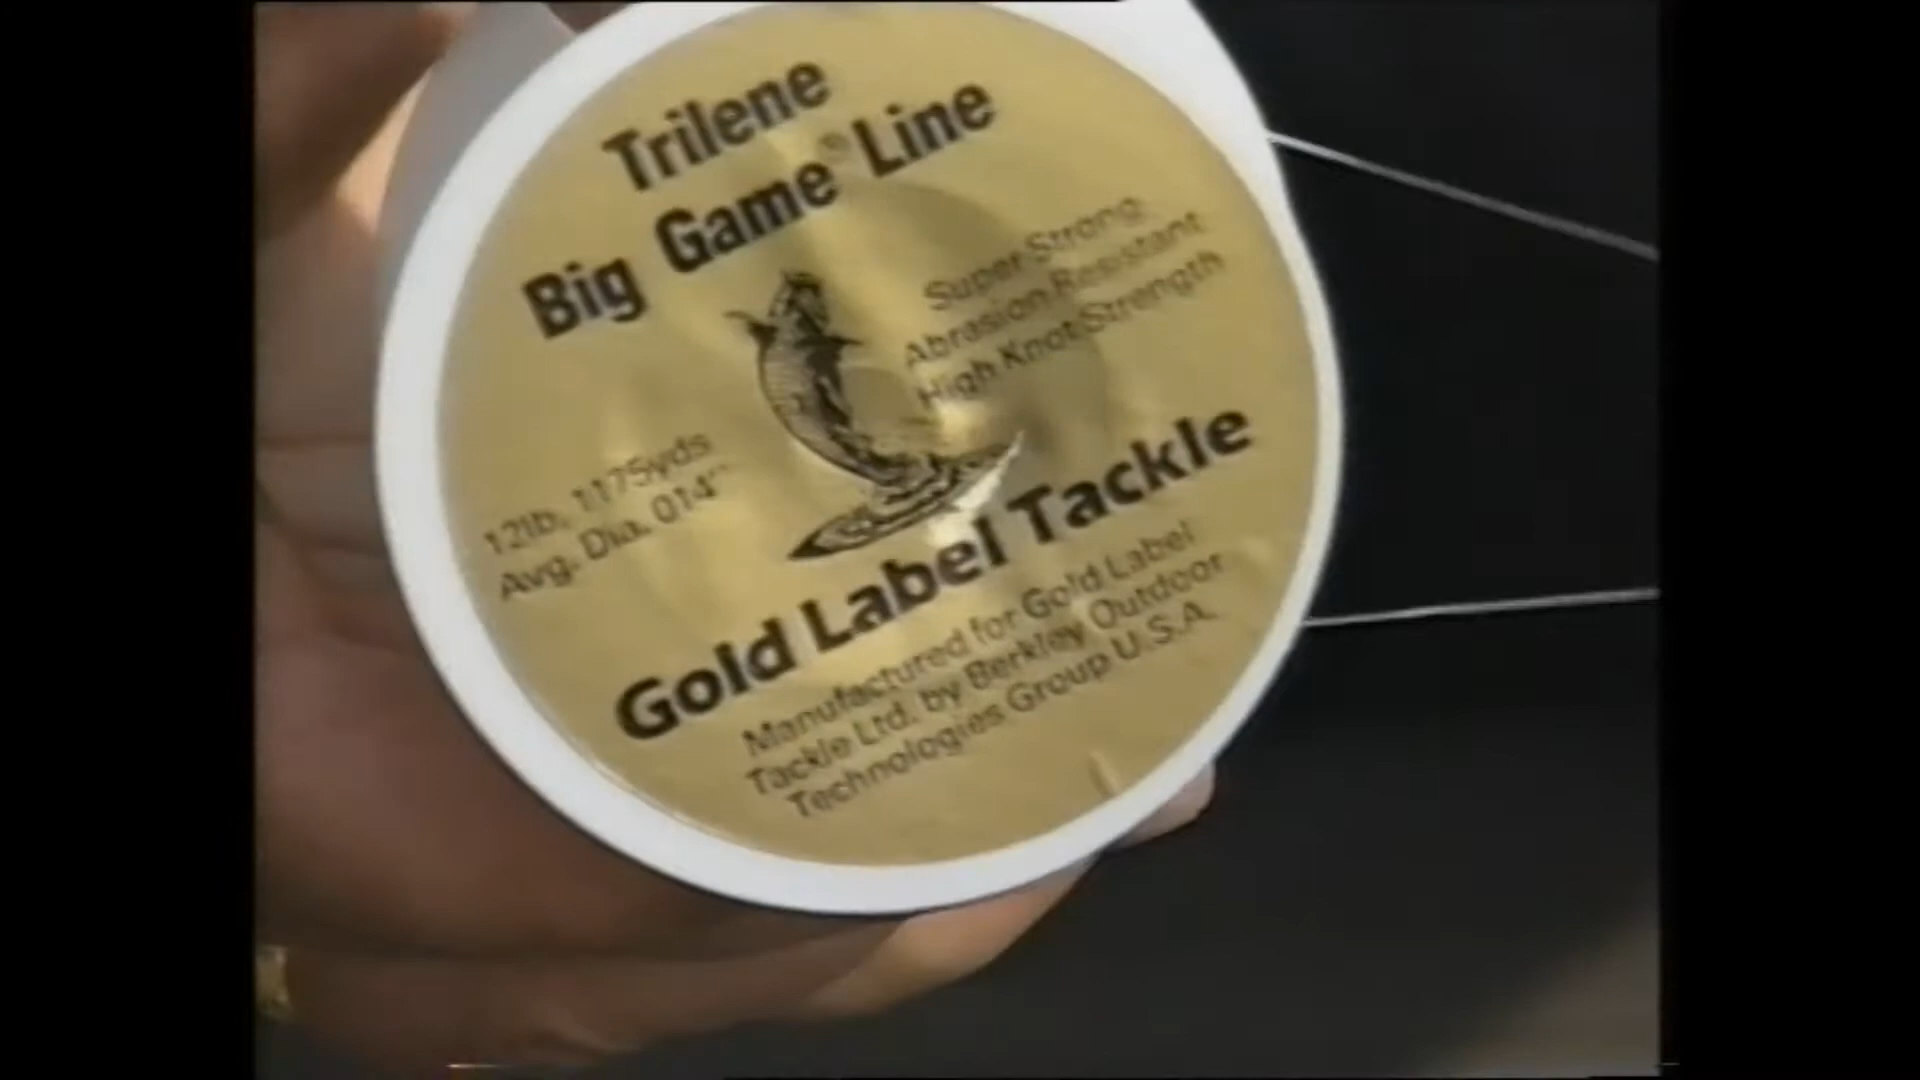 Trilene
Big Game® Line
Super Strong
Abrasion Resistant
High Knot Strength
12lb, 1175yds
Avg. Dia. 014"
Gold Label Tackle
Manufactured for Gold Label
Tackle Ltd. by Berkley Outdoor
Technologies Group U.S.A.